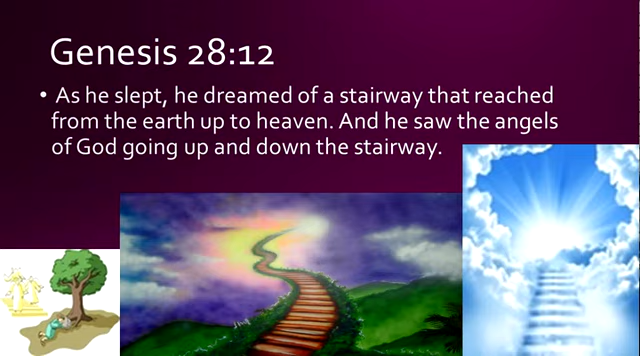 Genesis 28:12
• As he slept, he dreamed of a stairway that reached
from the earth up to heaven. And he saw the angels
of God going up and down the stairway.